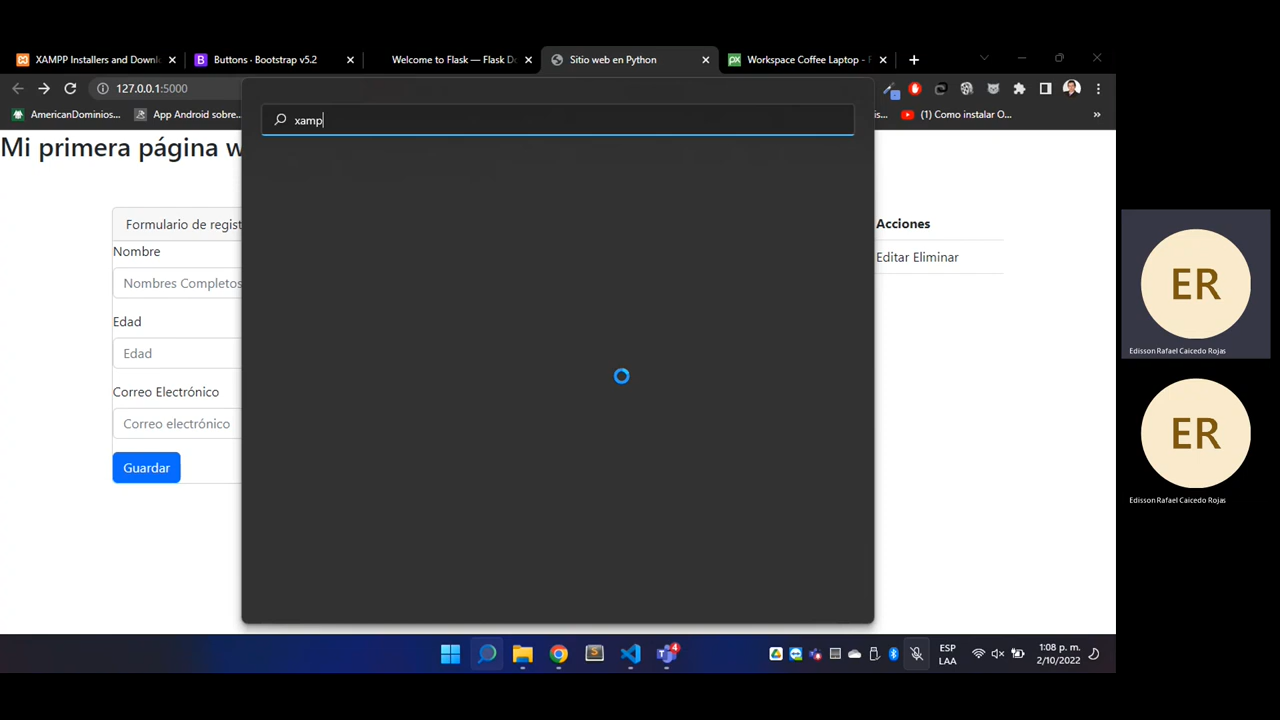 XAMPP Installers and Downl
Buttons · Bootstrap v5.2
Welcome to Flask — Flask D
Sitio web en Python
Workspace Coffee Laptop - F
127.0.0.1:5000
AmericanDominios...
App Android sobre...
is...
(1) Como instalar O...
»
xamp
Mi primera página w
Formulario de regist
Nombre
Nombres Completos
Edad
Edad
Correo Electrónico
Correo electrónico
Guardar
Acciones
Editar Eliminar
ER
Edisson Rafael Caicedo Rojas
ER
Edisson Rafael Caicedo Rojas
4
ESP
LAA
1:08 p. m.
2/10/2022